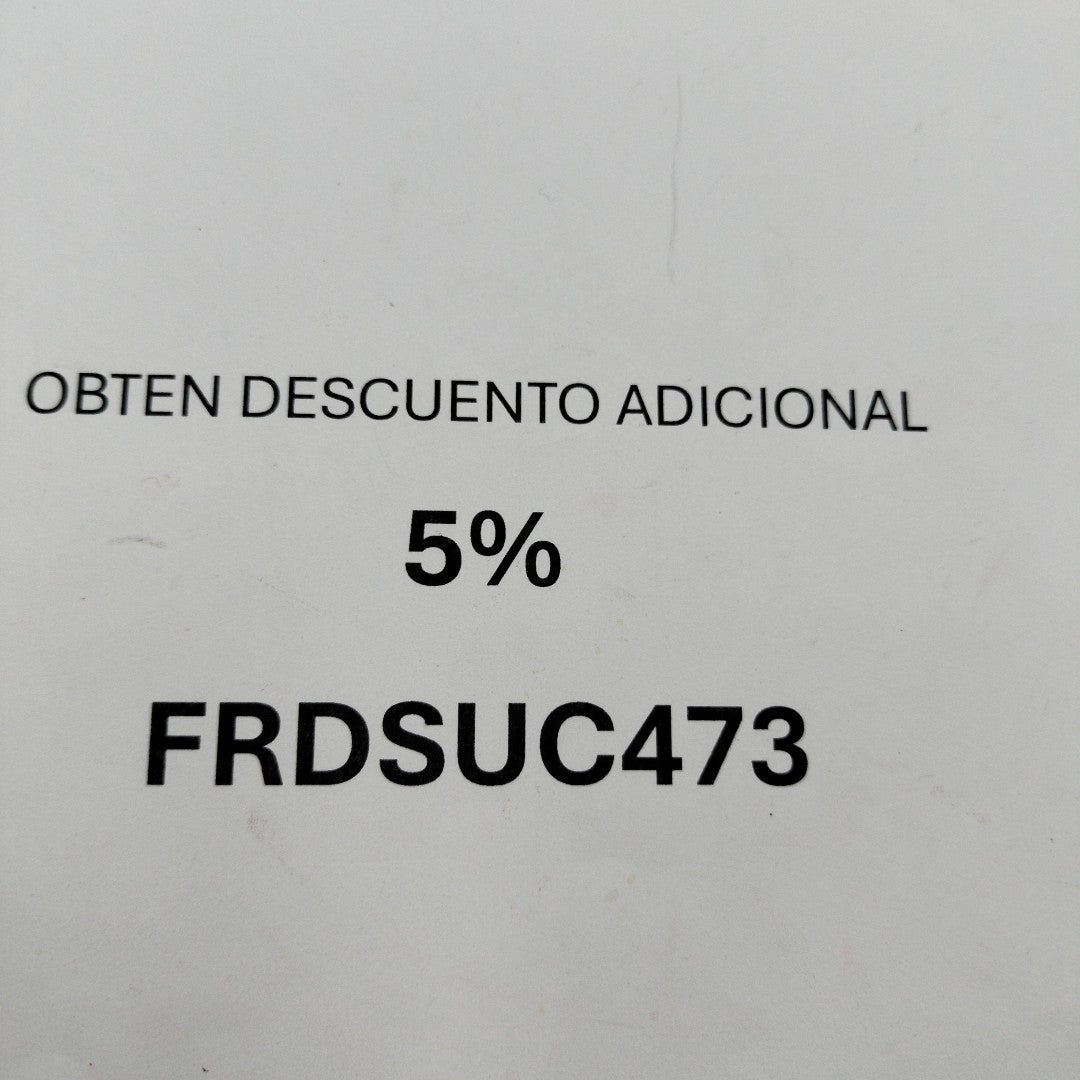 OBTEN DESCUENTO ADICIONAL
5%
FRDSUC473